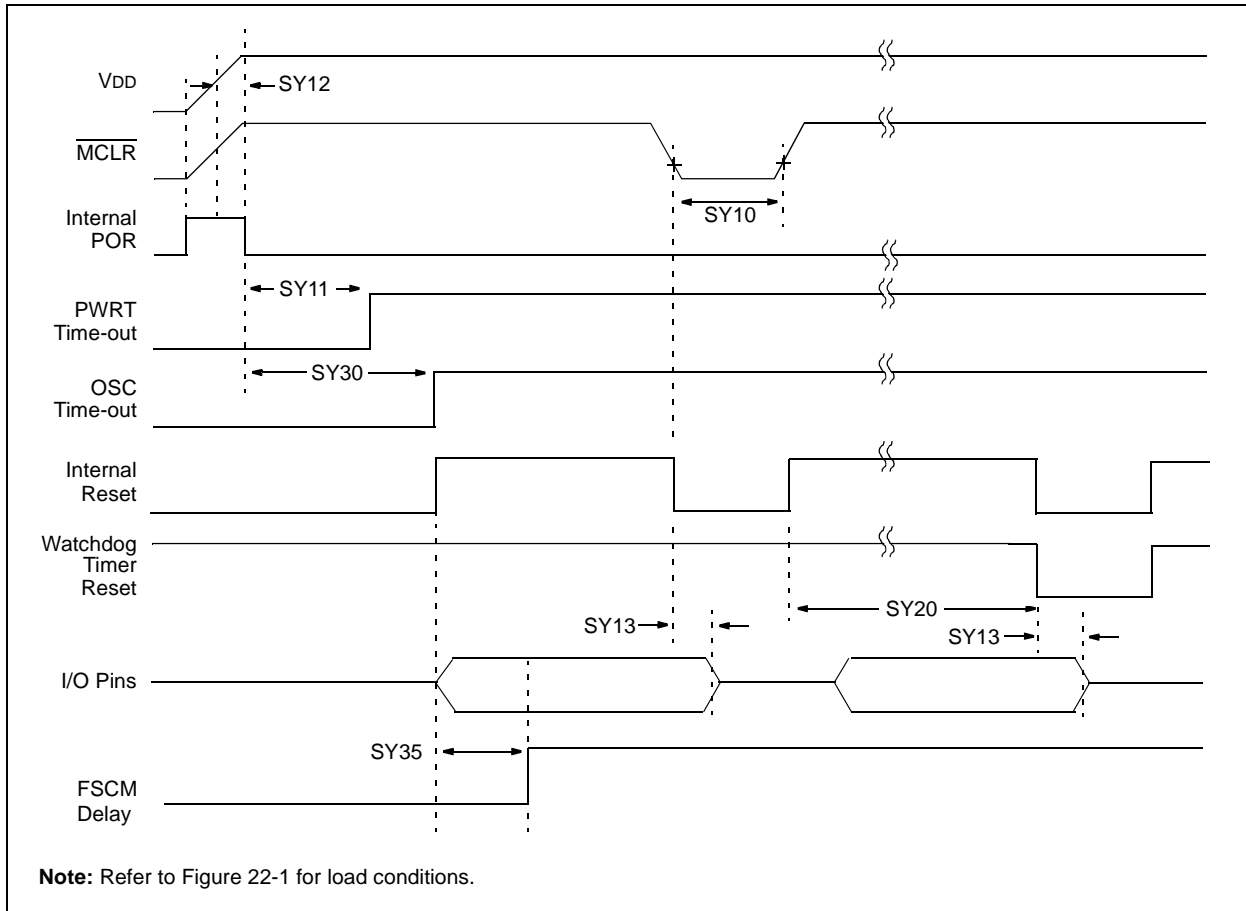 VDD
SY12
MCLR
SY10
Internal
POR
SY11
PWRT
Time-out
SY30
OSC
Time-out
Internal
Reset
Watchdog
Timer
Reset
SY20
SY13
SY13
I/O Pins
SY35
FSCM
Delay
Note: Refer to Figure 22-1 for load conditions.